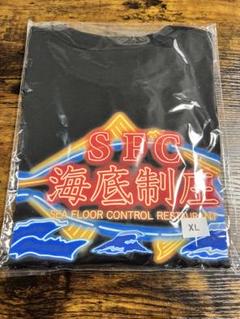 SFC
海底制圧
SEA FLOOR CONTROL RESTAURANT
XL